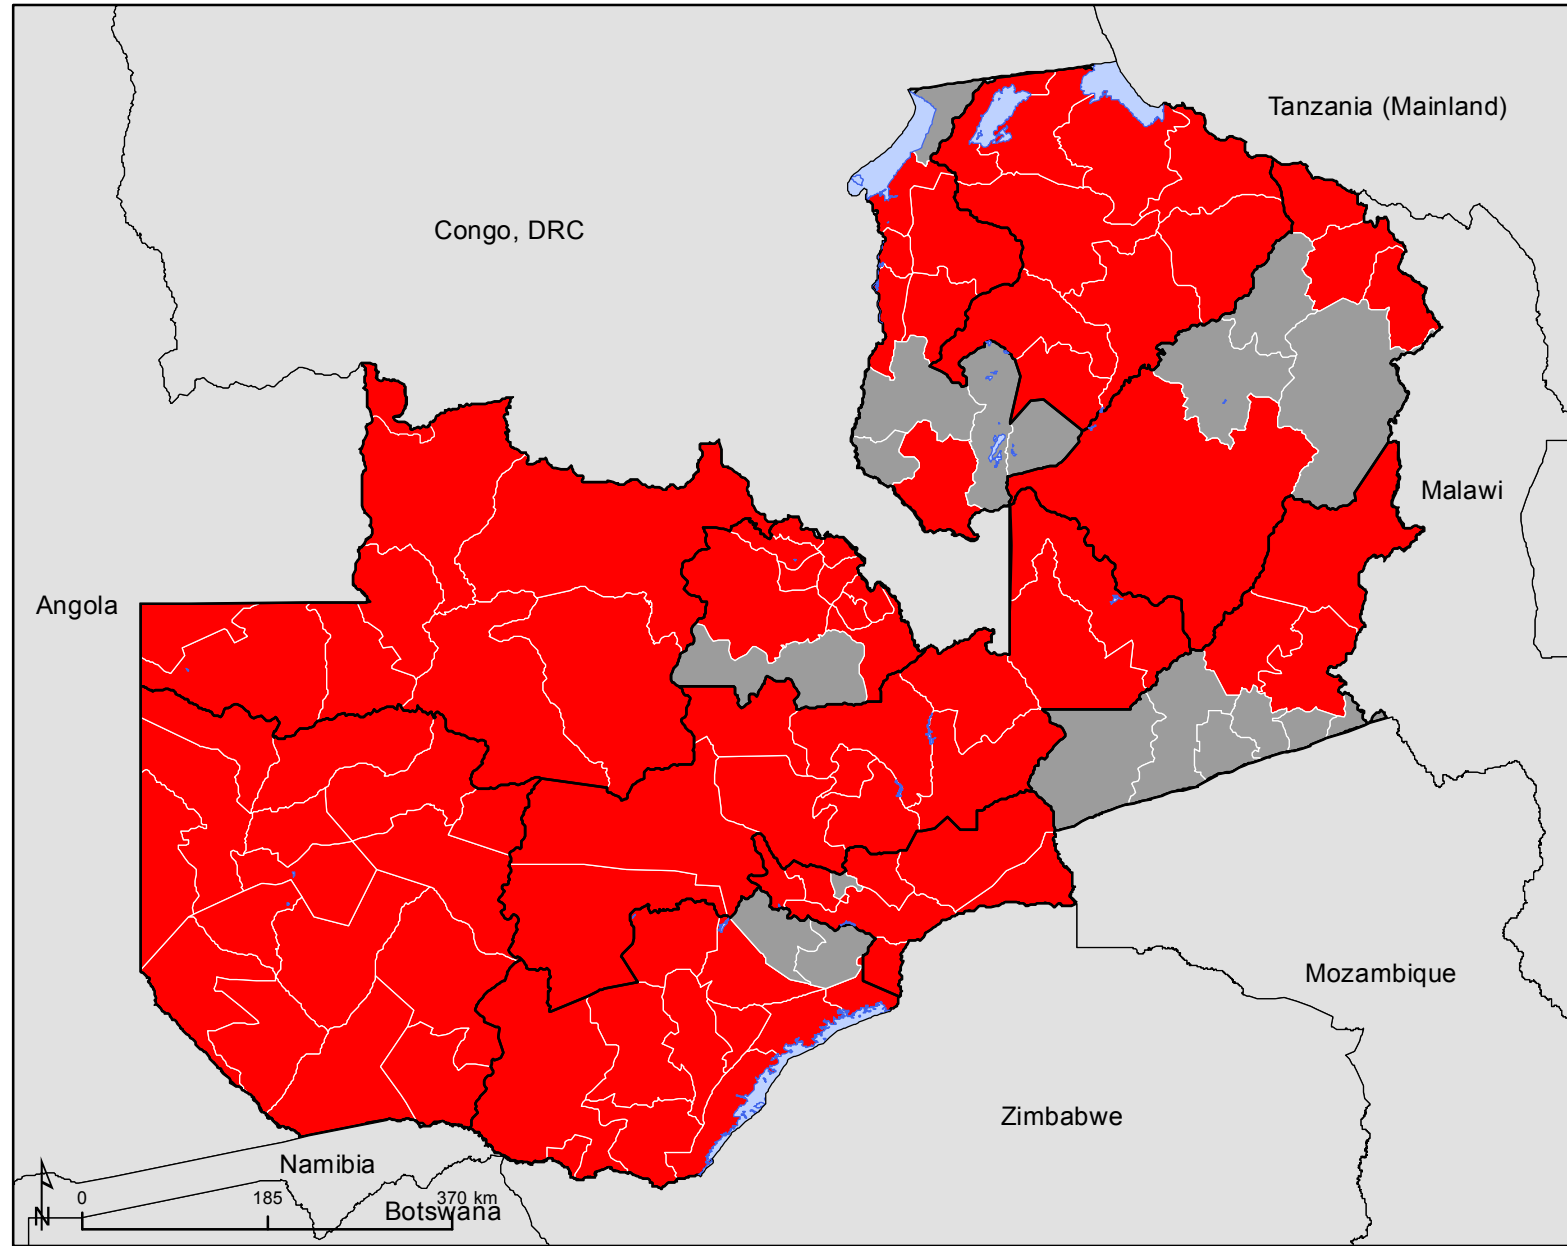 Tanzania (Mainland)
Congo, DRC
Malawi
Angola
Mozambique
Zimbabwe
Namibia
Botswana
N
0
185
370 km